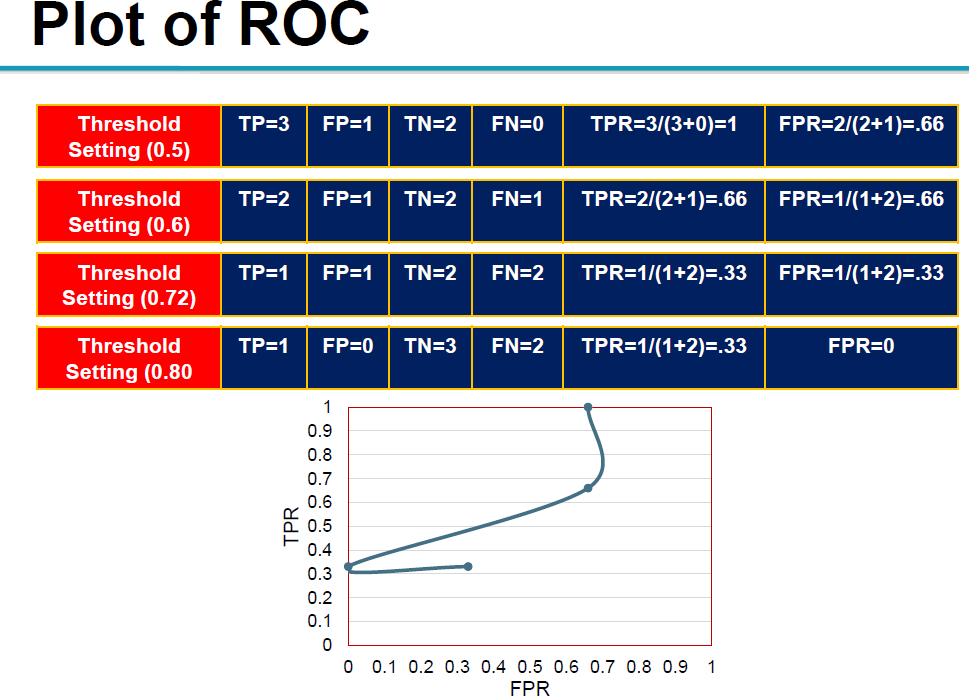 Plot of ROC
Threshold Setting (0.5) TP=3 FP=1 TN=2 FN=0 TPR=3/(3+0)=1 FPR=2/(2+1)=.66
Threshold Setting (0.6) TP=2 FP=1 TN=2 FN=1 TPR=2/(2+1)=.66 FPR=1/(1+2)=.66
Threshold Setting (0.72) TP=1 FP=1 TN=2 FN=2 TPR=1/(1+2)=.33 FPR=1/(1+2)=.33
Threshold Setting (0.80 TP=1 FP=0 TN=3 FN=2 TPR=1/(1+2)=.33 FPR=0
1
0.9
0.8
0.7
0.6
0.5
0.4
0.3
0.2
0.1
0
TPR
0 0.1 0.2 0.3 0.4 0.5 0.6 0.7 0.8 0.9 1
FPR